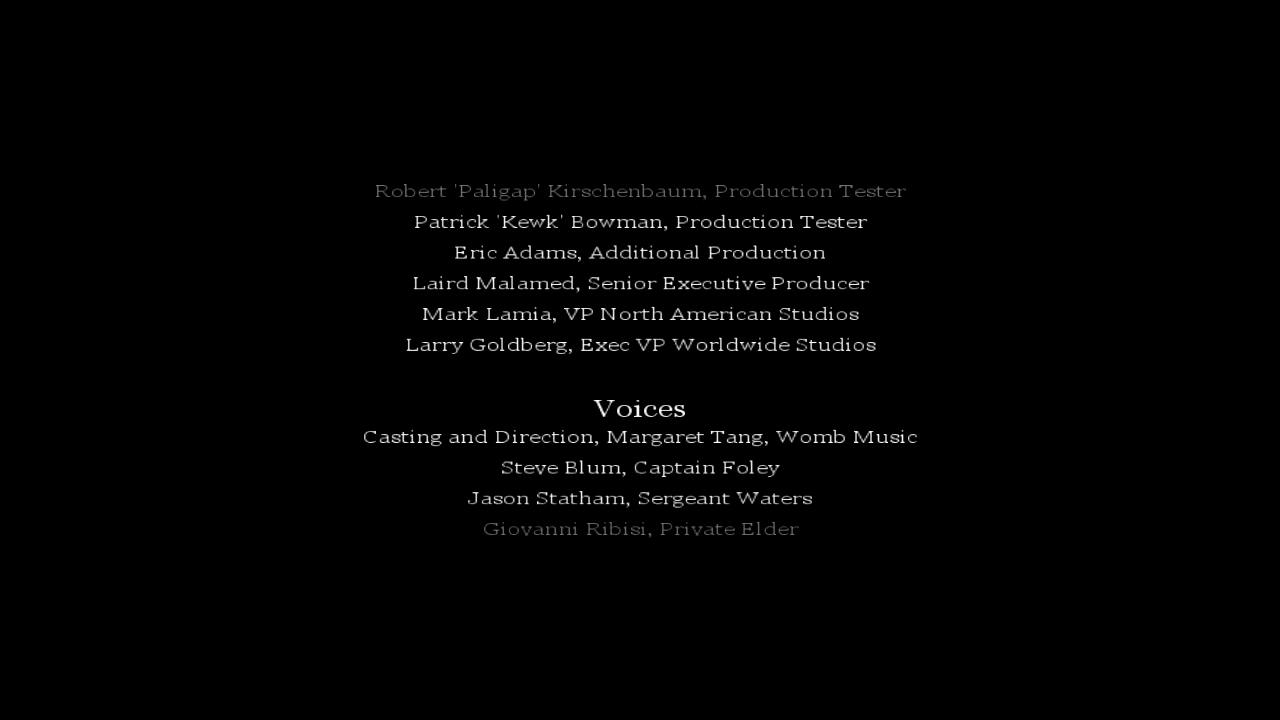 Robert 'Paligap' Kirschenbaum, Production Tester
Patrick 'Kewk' Bowman, Production Tester
Eric Adams, Additional Production
Laird Malamed, Senior Executive Producer
Mark Lamia, VP North American Studios
Larry Goldberg, Exec VP Worldwide Studios
Voices
Casting and Direction, Margaret Tang, Womb Music
Steve Blum, Captain Foley
Jason Statham, Sergeant Waters
Giovanni Ribisi, Private Elder